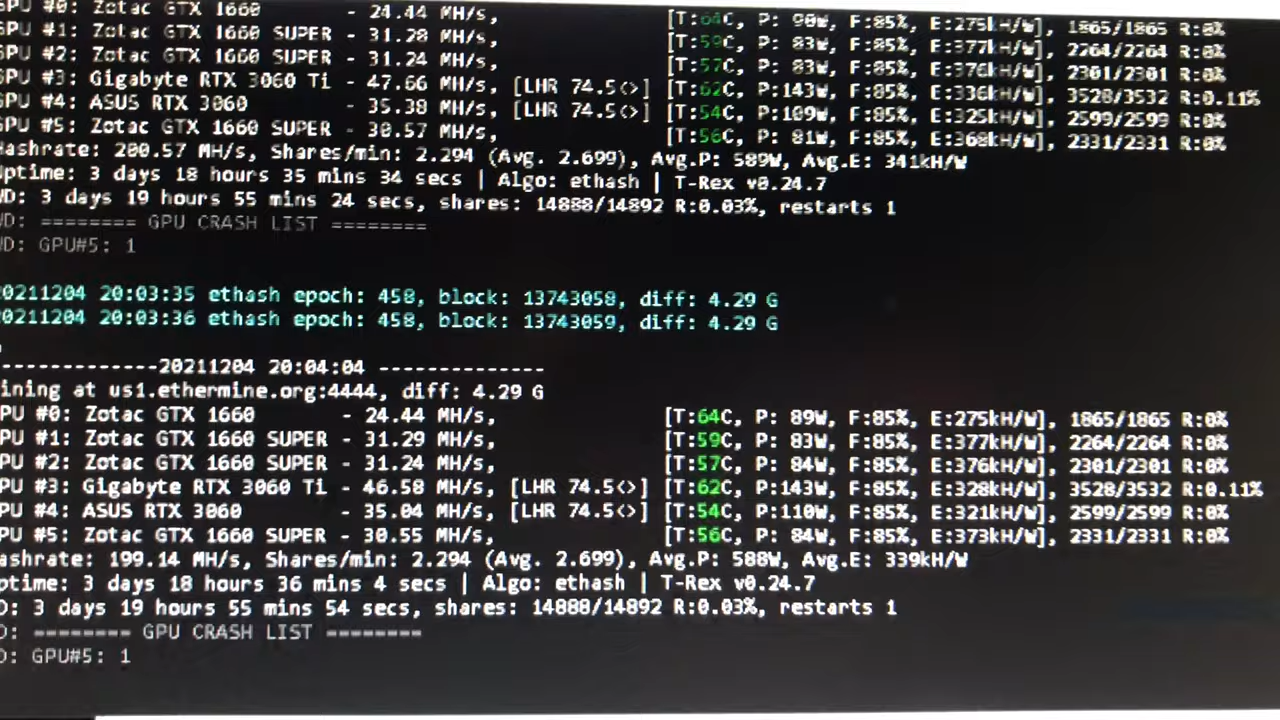 PU #0: Zotac GTX 1660 - 24.44 MH/s, [T:64C, P: 90W, F:85%, E:275kH/W], 1865/1865 R:0%
PU #1: Zotac GTX 1660 SUPER - 31.28 MH/s, [T:59C, P: 83W, F:85%, E:377kH/W], 2264/2264 R:0%
PU #2: Zotac GTX 1660 SUPER - 31.24 MH/s, [T:57C, P: 83W, F:85%, E:376kH/W], 2301/2301 R:0%
PU #3: Gigabyte RTX 3060 Ti - 47.66 MH/s, [LHR 74.5<>] [T:62C, P:143W, F:85%, E:336kH/W], 3528/3532 R:0.11%
PU #4: ASUS RTX 3060 - 35.38 MH/s, [LHR 74.5<>] [T:54C, P:109W, F:85%, E:325kH/W], 2599/2599 R:0%
PU #5: Zotac GTX 1660 SUPER - 30.57 MH/s, [T:56C, P: 81W, F:85%, E:368kH/W], 2331/2331 R:0%
Hashrate: 200.57 MH/s, Shares/min: 2.294 (Avg. 2.699), Avg.P: 589W, Avg.E: 341kH/W
Uptime: 3 days 18 hours 35 mins 34 secs | Algo: ethash | T-Rex v0.24.7
WD: 3 days 19 hours 55 mins 24 secs, shares: 14888/14892 R:0.03%, restarts 1
WD: ======== GPU CRASH LIST ========
WD: GPU#5: 1
0211204 20:03:35 ethash epoch: 458, block: 13743058, diff: 4.29 G
0211204 20:03:36 ethash epoch: 458, block: 13743059, diff: 4.29 G
-------------20211204 20:04:04 --------------
ining at us1.ethermine.org:4444, diff: 4.29 G
PU #0: Zotac GTX 1660 - 24.44 MH/s, [T:64C, P: 89W, F:85%, E:275kH/W], 1865/1865 R:0%
PU #1: Zotac GTX 1660 SUPER - 31.29 MH/s, [T:59C, P: 83W, F:85%, E:377kH/W], 2264/2264 R:0%
PU #2: Zotac GTX 1660 SUPER - 31.24 MH/s, [T:57C, P: 84W, F:85%, E:376kH/W], 2301/2301 R:0%
PU #3: Gigabyte RTX 3060 Ti - 46.58 MH/s, [LHR 74.5<>] [T:62C, P:143W, F:85%, E:328kH/W], 3528/3532 R:0.11%
PU #4: ASUS RTX 3060 - 35.04 MH/s, [LHR 74.5<>] [T:54C, P:110W, F:85%, E:321kH/W], 2599/2599 R:0%
PU #5: Zotac GTX 1660 SUPER - 30.55 MH/s, [T:56C, P: 84W, F:85%, E:373kH/W], 2331/2331 R:0%
ashrate: 199.14 MH/s, Shares/min: 2.294 (Avg. 2.699), Avg.P: 588W, Avg.E: 339kH/W
ptime: 3 days 18 hours 36 mins 4 secs | Algo: ethash | T-Rex v0.24.7
D: 3 days 19 hours 55 mins 54 secs, shares: 14888/14892 R:0.03%, restarts 1
D: ======== GPU CRASH LIST ========
D: GPU#5: 1